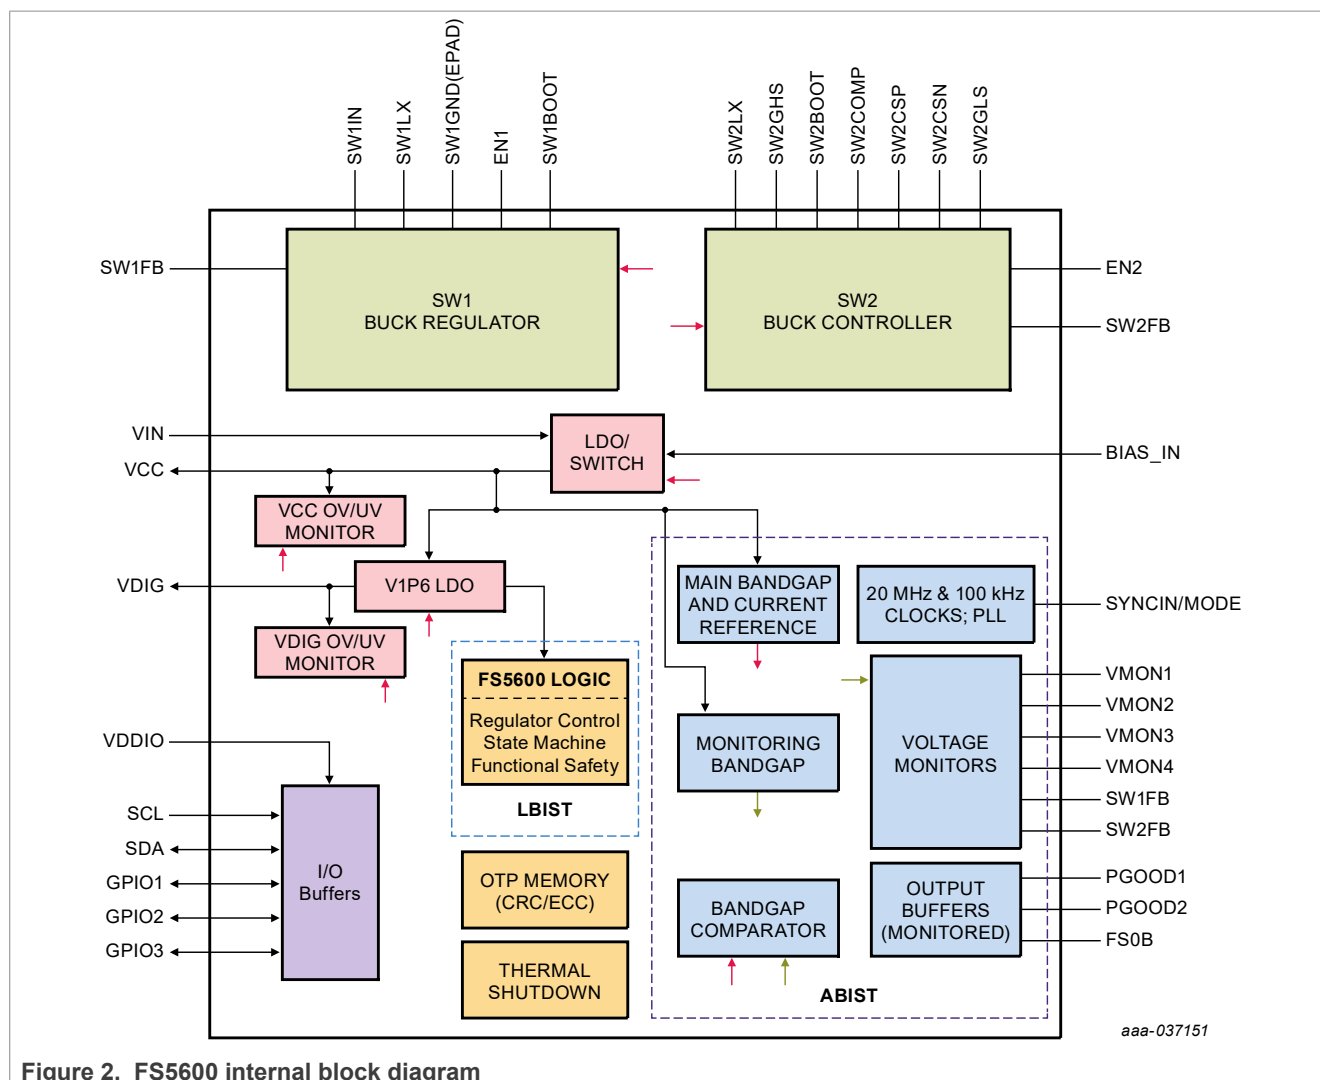 SW1IN
SW1LX
SW1GND(EPAD)
EN1
SW1BOOT
SW2LX
SW2GHS
SW2BOOT
SW2COMP
SW2CSP
SW2CSN
SW2GLS
SW1FB
SW1
BUCK REGULATOR
SW2
BUCK CONTROLLER
EN2
SW2FB
VIN
VCC
LDO/
SWITCH
BIAS_IN
VCC OV/UV
MONITOR
VDIG
V1P6 LDO
VDIG OV/UV
MONITOR
MAIN BANDGAP
AND CURRENT
REFERENCE
20 MHz & 100 kHz
CLOCKS; PLL
SYNCIN/MODE
FS5600 LOGIC
Regulator Control
State Machine
Functional Safety
LBIST
MONITORING
BANDGAP
VOLTAGE
MONITORS
VMON1
VMON2
VMON3
VMON4
SW1FB
SW2FB
VDDIO
SCL
SDA
GPIO1
GPIO2
GPIO3
I/O
Buffers
OTP MEMORY
(CRC/ECC)
THERMAL
SHUTDOWN
BANDGAP
COMPARATOR
OUTPUT
BUFFERS
(MONITORED)
PGOOD1
PGOOD2
FS0B
ABIST
aaa-037151
Figure 2. FS5600 internal block diagram